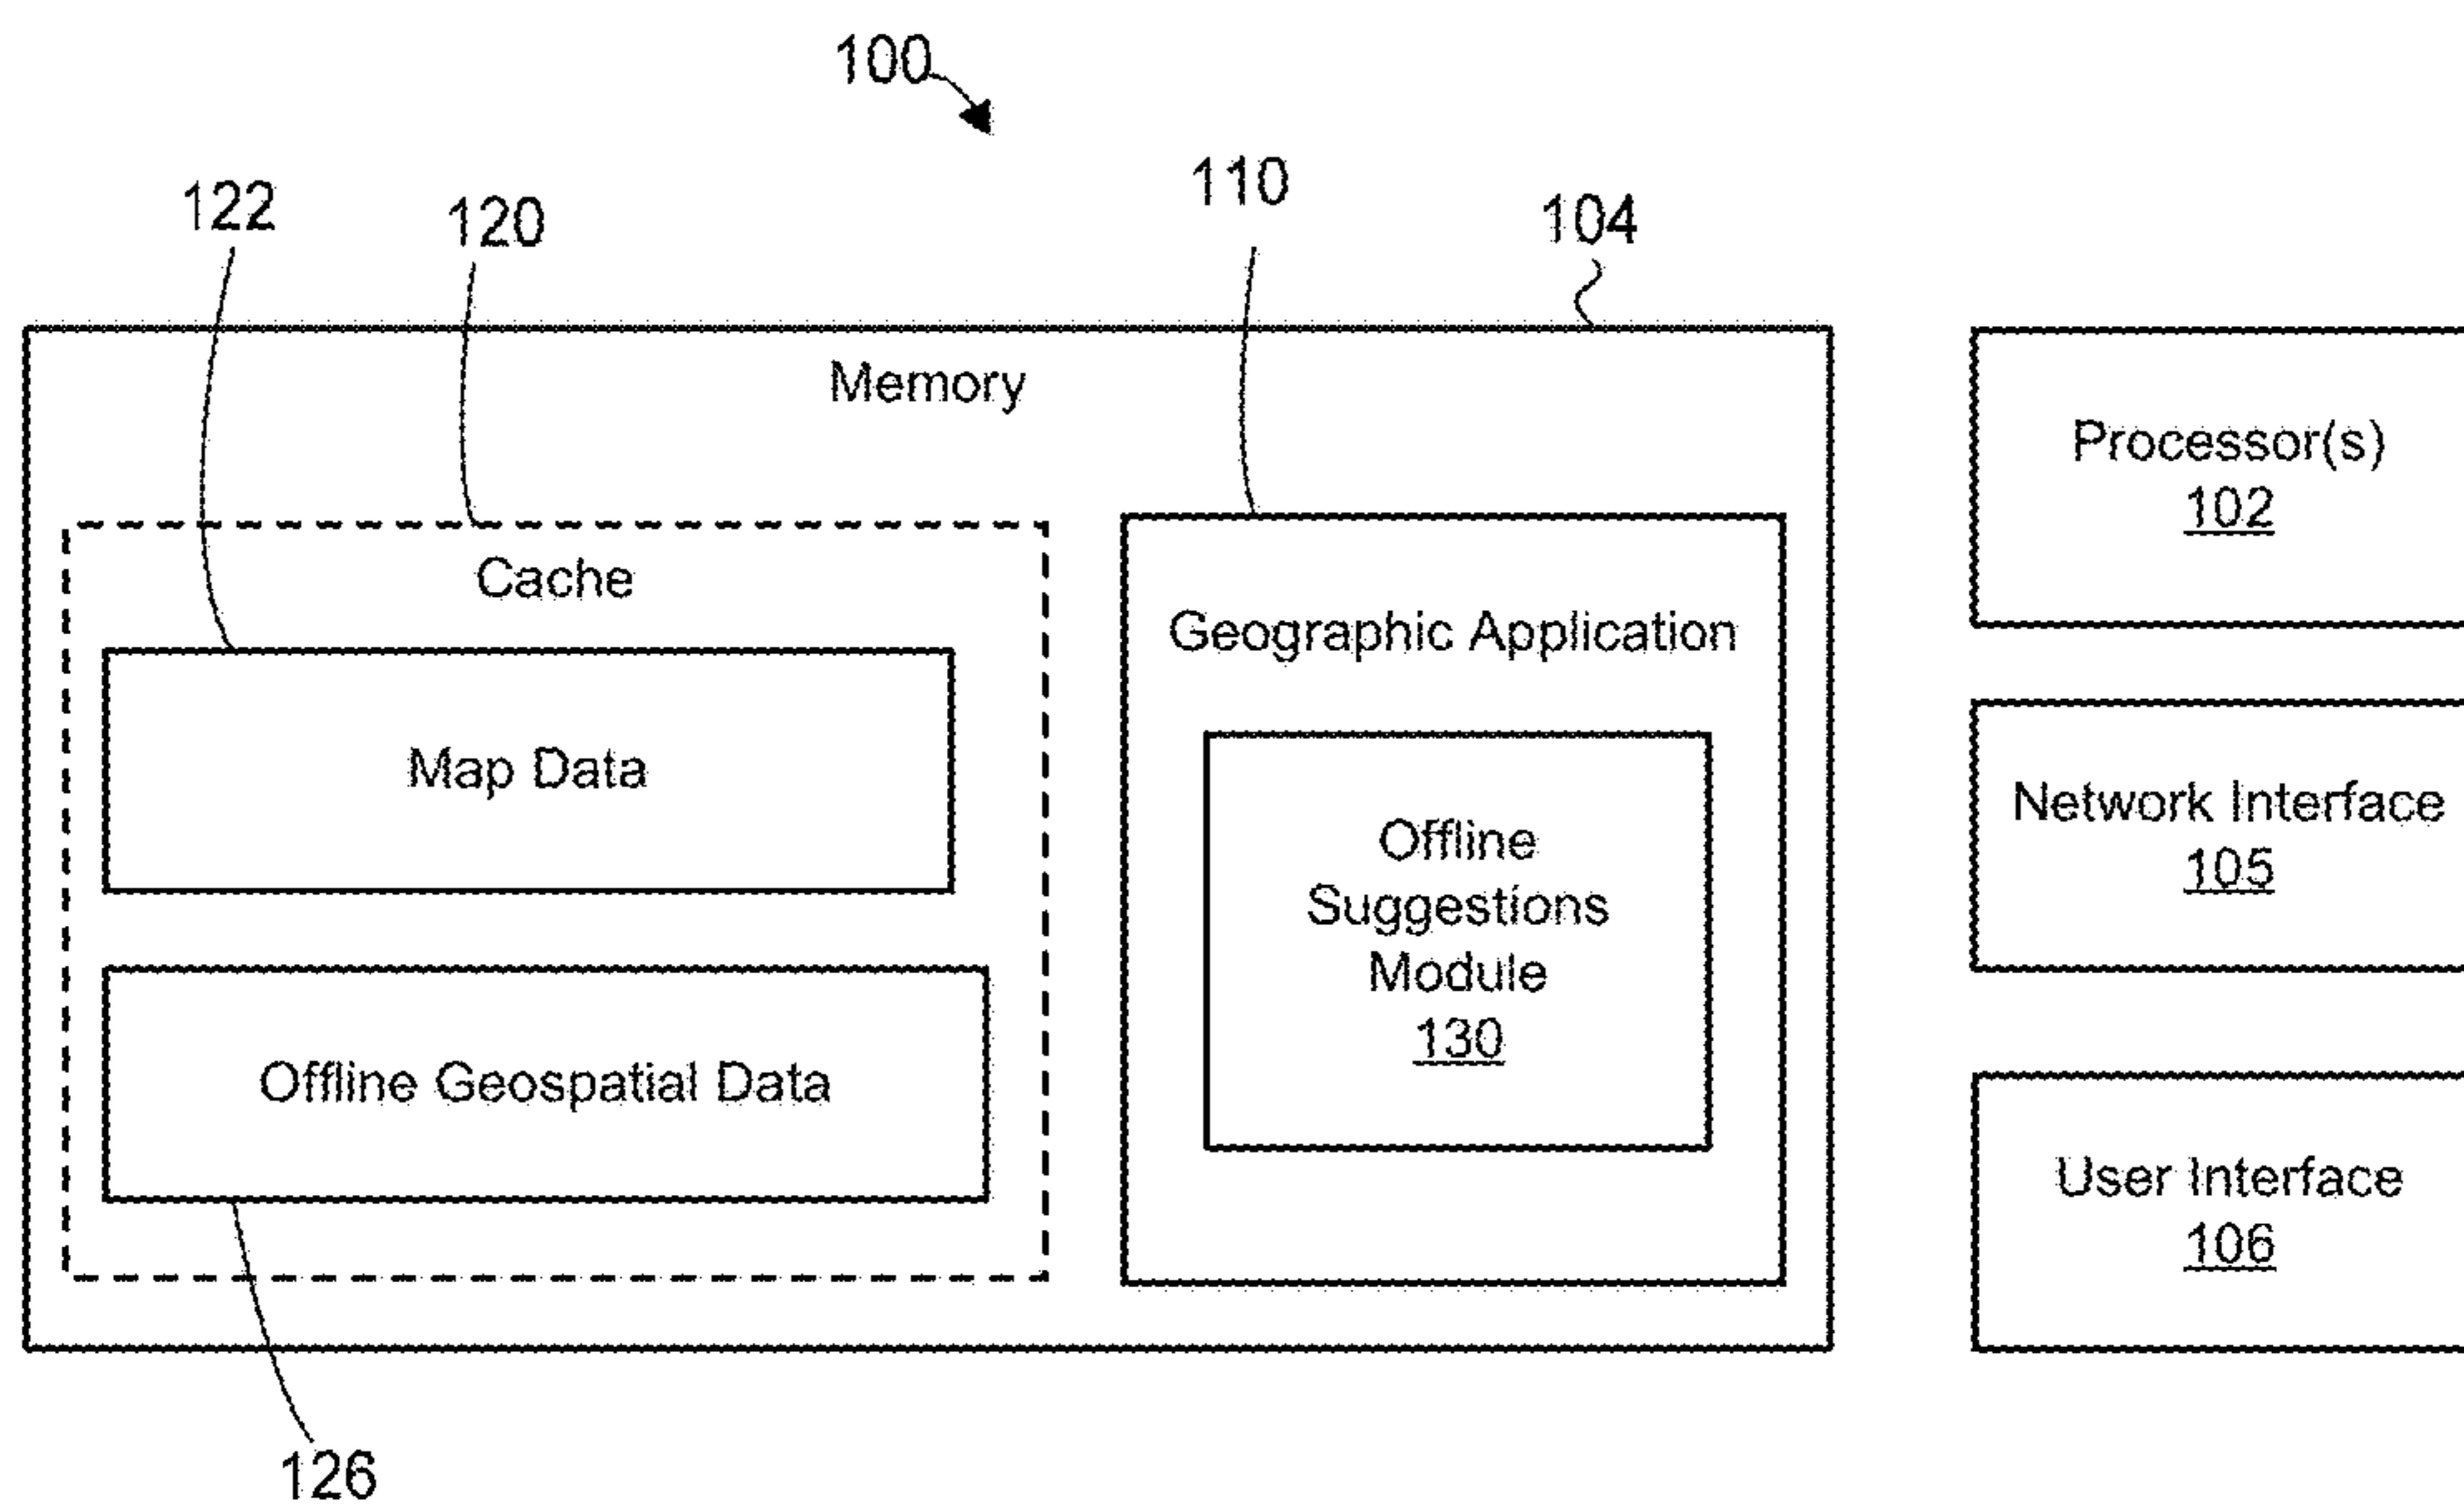 100
122
120
110
104
Memory
Cache
Map Data
Offline Geospatial Data
126
Geographic Application
Offline
Suggestions
Module
130
Processor(s)
102
Network Interface
105
User Interface
106